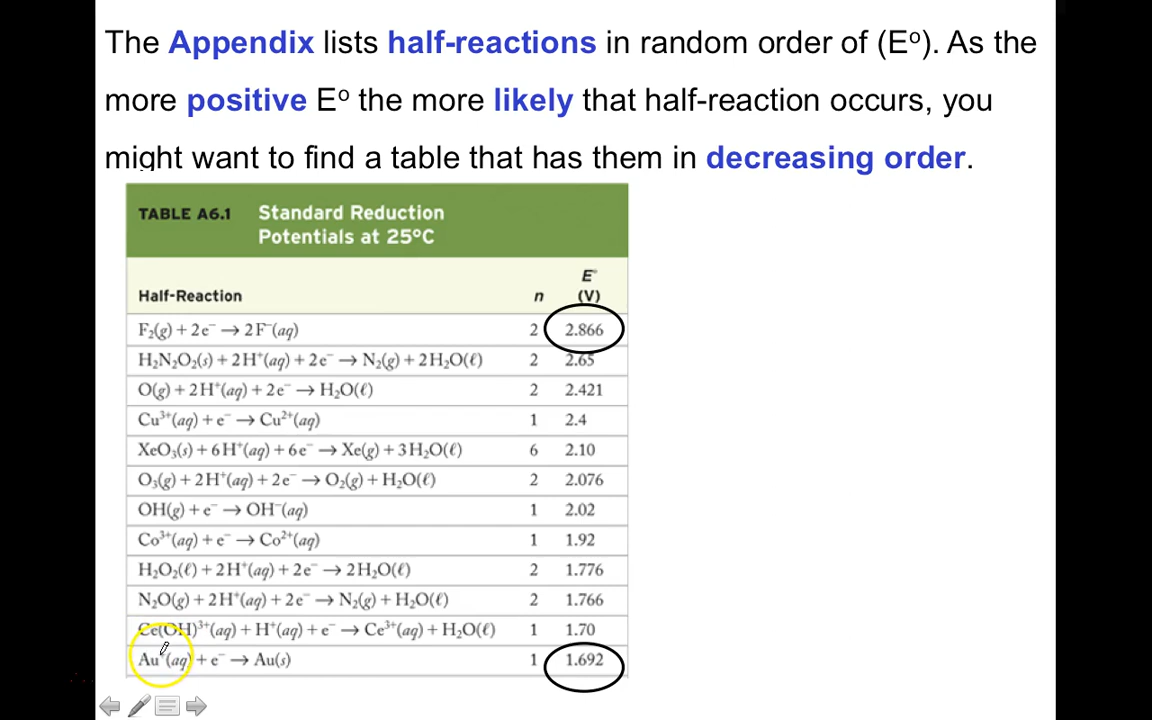 The Appendix lists half-reactions in random order of (Eº). As the
more positive Eº the more likely that half-reaction occurs, you
might want to find a table that has them in decreasing order.
TABLE A6.1 Standard Reduction
Potentials at 25°C
Half-Reaction n E° (V)
F₂(g) + 2e⁻ → 2F⁻(aq) 2 2.866
H₂N₂O₂(s) + 2H⁺(aq) + 2e⁻ → N₂(g) + 2H₂O(ℓ) 2 2.65
O(g) + 2H⁺(aq) + 2e⁻ → H₂O(ℓ) 2 2.421
Cu³⁺(aq) + e⁻ → Cu²⁺(aq) 1 2.4
XeO₃(s) + 6H⁺(aq) + 6e⁻ → Xe(g) + 3H₂O(ℓ) 6 2.10
O₃(g) + 2H⁺(aq) + 2e⁻ → O₂(g) + H₂O(ℓ) 2 2.076
OH(g) + e⁻ → OH⁻(aq) 1 2.02
Co³⁺(aq) + e⁻ → Co²⁺(aq) 1 1.92
H₂O₂(ℓ) + 2H⁺(aq) + 2e⁻ → 2H₂O(ℓ) 2 1.776
N₂O(g) + 2H⁺(aq) + 2e⁻ → N₂(g) + H₂O(ℓ) 2 1.766
Ce(OH)³⁺(aq) + H⁺(aq) + e⁻ → Ce³⁺(aq) + H₂O(ℓ) 1 1.70
Au⁺(aq) + e⁻ → Au(s) 1 1.692